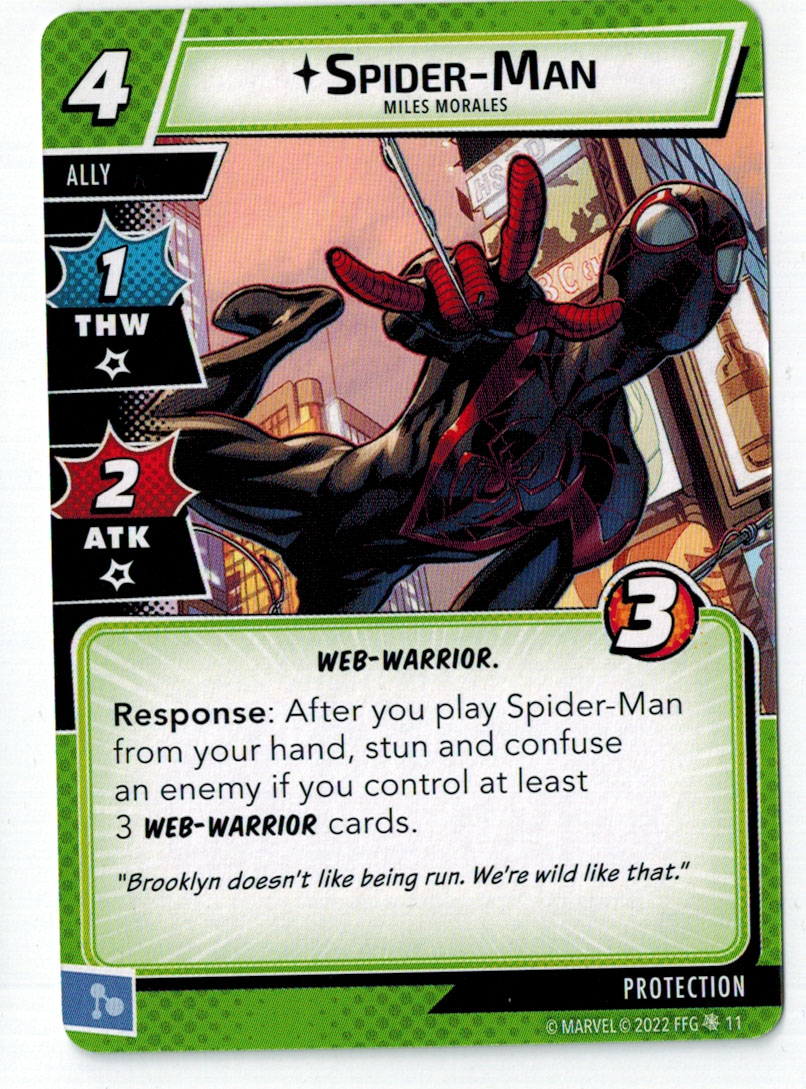 4
SPIDER-MAN
MILES MORALES
ALLY
1
THW
2
ATK
3
WEB-WARRIOR.
Response: After you play Spider-Man
from your hand, stun and confuse
an enemy if you control at least
3 WEB-WARRIOR cards.
"Brooklyn doesn't like being run. We're wild like that."
PROTECTION
© MARVEL © 2022 FFG 11